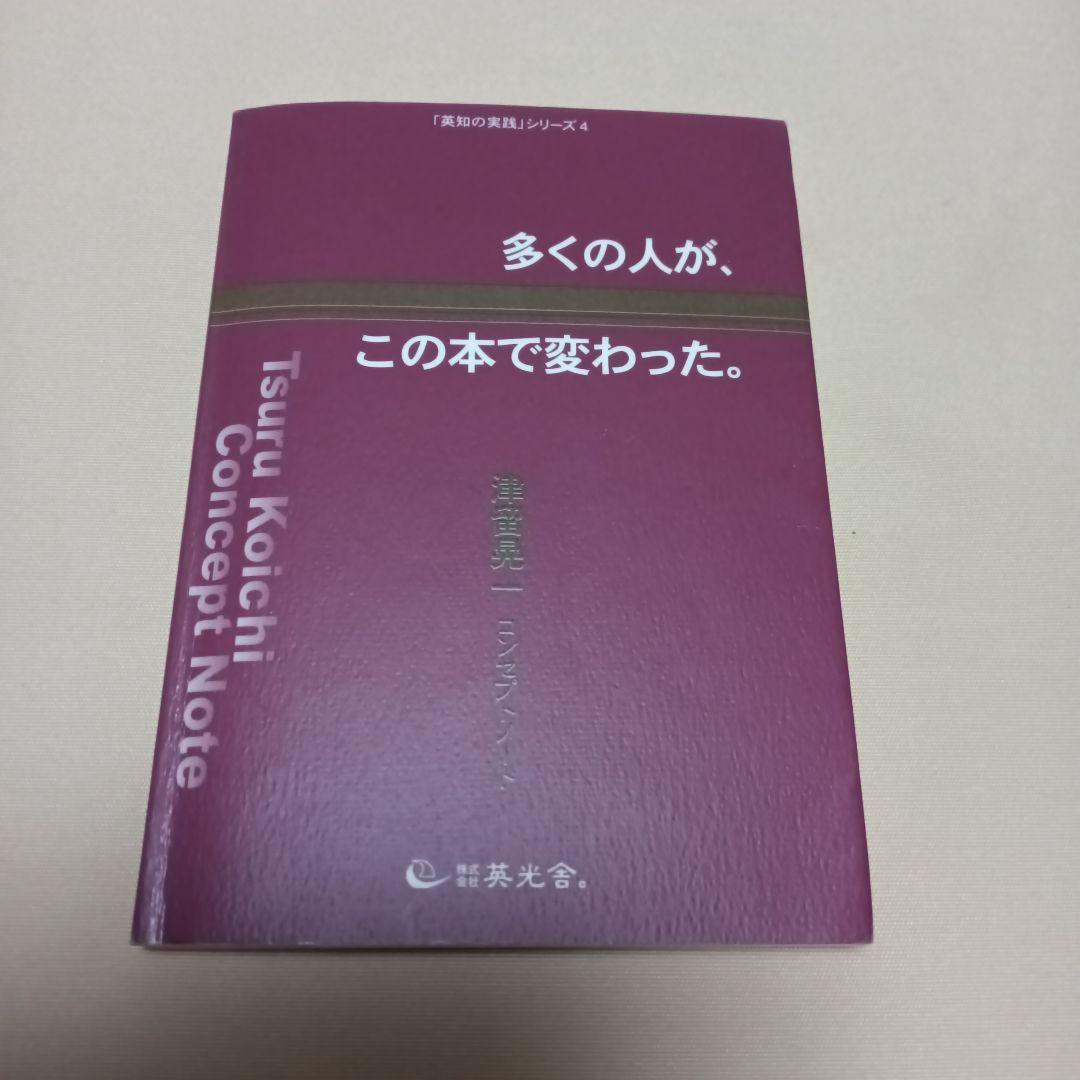 「英知の実践」シリーズ4
多くの人が、
この本で変わった。
Tsuru Koichi
Concept Note
津留晃一 コンセプトノート
株式
会社 英光舎。